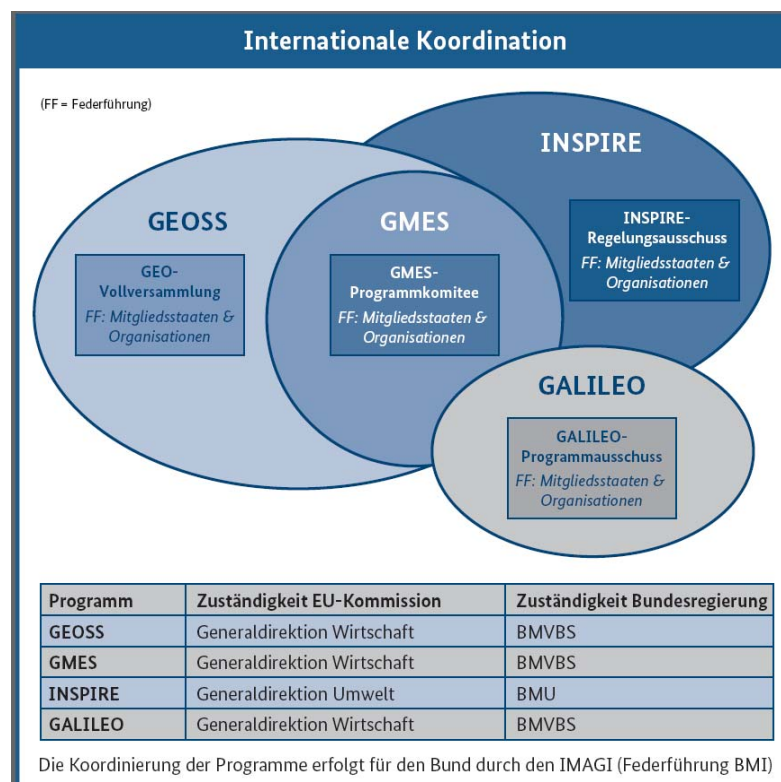 Internationale Koordination
(FF = Federführung)
INSPIRE
INSPIRE-
Regelungsausschuss
FF: Mitgliedsstaaten &
Organisationen
GEOSS
GEO-
Vollversammlung
FF: Mitgliedsstaaten &
Organisationen
GMES
GMES-
Programmkomitee
FF: Mitgliedsstaaten &
Organisationen
GALILEO
GALILEO-
Programmausschuss
FF: Mitgliedsstaaten &
Organisationen
Programm Zuständigkeit EU-Kommission Zuständigkeit Bundesregierung
GEOSS Generaldirektion Wirtschaft BMVBS
GMES Generaldirektion Wirtschaft BMVBS
INSPIRE Generaldirektion Umwelt BMU
GALILEO Generaldirektion Wirtschaft BMVBS
Die Koordinierung der Programme erfolgt für den Bund durch den IMAGI (Federführung BMI)